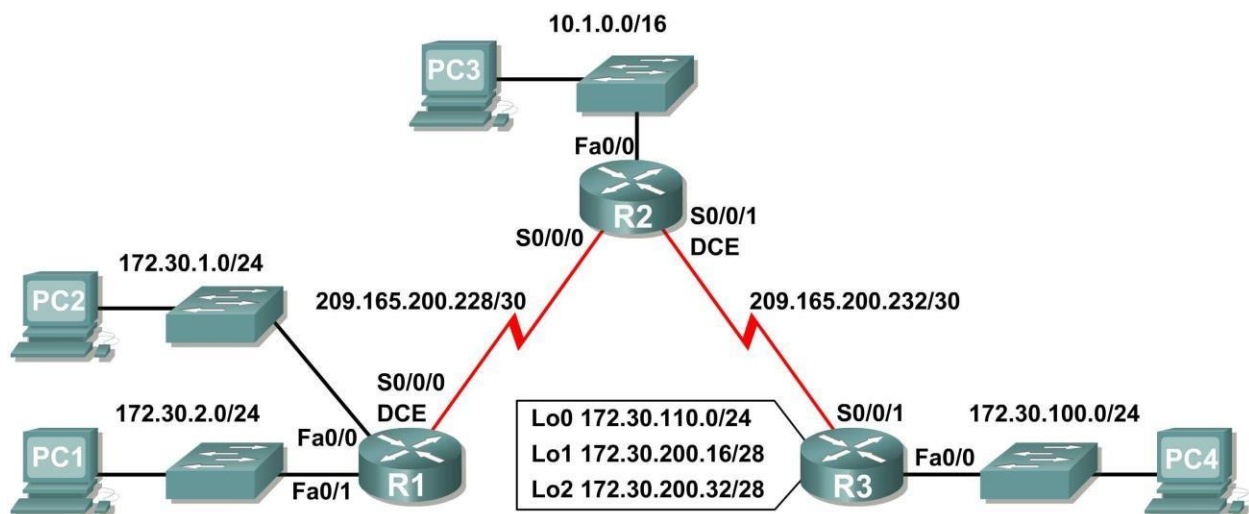 10.1.0.0/16
PC3
Fa0/0
R2
S0/0/1
DCE
S0/0/0
172.30.1.0/24
PC2
209.165.200.228/30
209.165.200.232/30
S0/0/0
DCE
172.30.2.0/24
Fa0/0
PC1
Fa0/1
R1
Lo0 172.30.110.0/24
Lo1 172.30.200.16/28
Lo2 172.30.200.32/28
S0/0/1
172.30.100.0/24
Fa0/0
R3
PC4